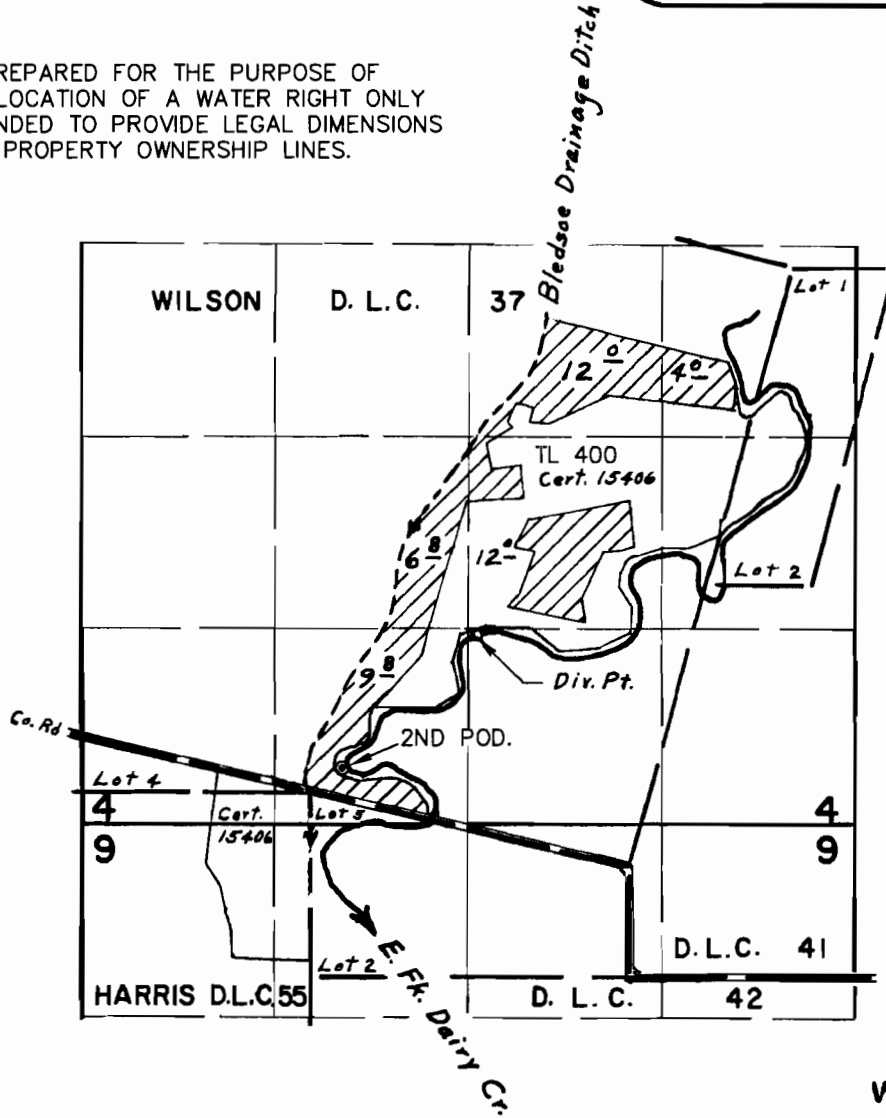 REPARED FOR THE PURPOSE OF
LOCATION OF A WATER RIGHT ONLY
NDED TO PROVIDE LEGAL DIMENSIONS
PROPERTY OWNERSHIP LINES.
Bledsoe Drainage Ditch
WILSON D. L. C. 37
Lot 1
12 0
4 0
TL 400
Cert. 15406
6 8
12 0
Lot 2
9 8
Div. Pt.
Co. Rd
2ND POD.
Lot 4
4
Cert.
15406
Lot 5
4
9
9
E. Fk. Dairy Cr.
D. L. C. 41
Lot 2
HARRIS D.L.C. 55
D. L. C. 42